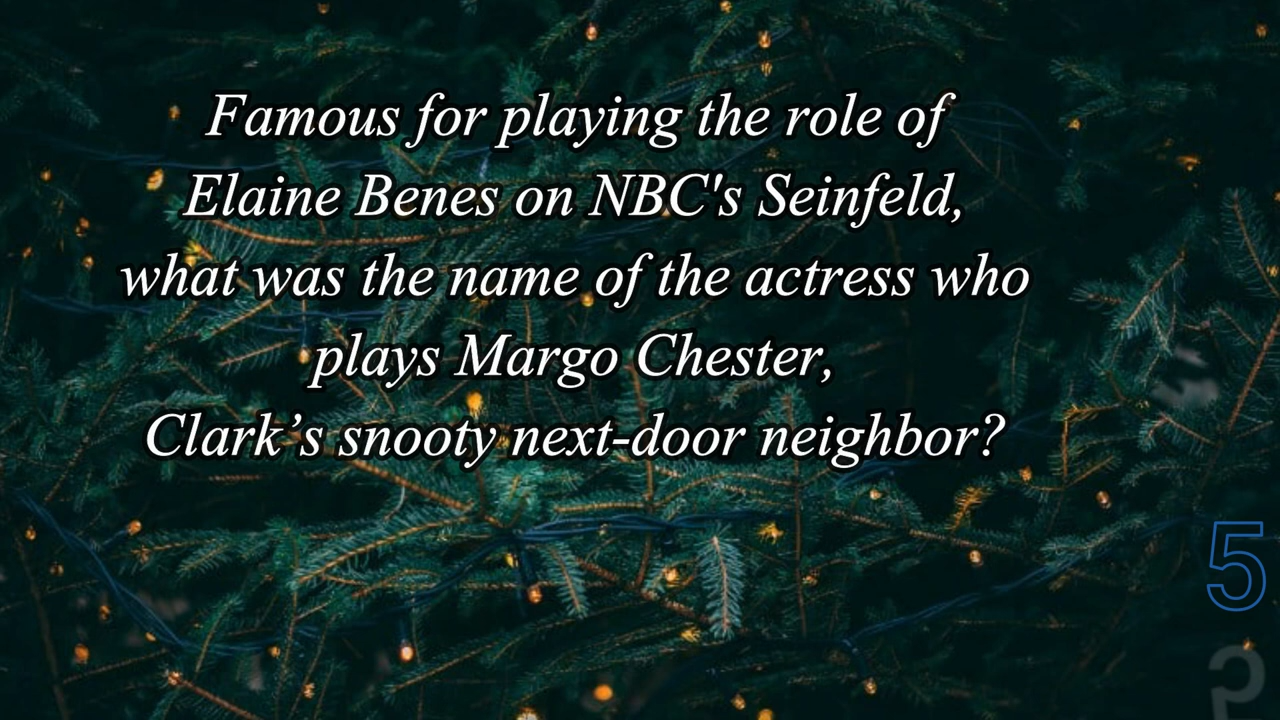 Famous for playing the role of
Elaine Benes on NBC's Seinfeld,
what was the name of the actress who
plays Margo Chester,
Clark’s snooty next-door neighbor?
5